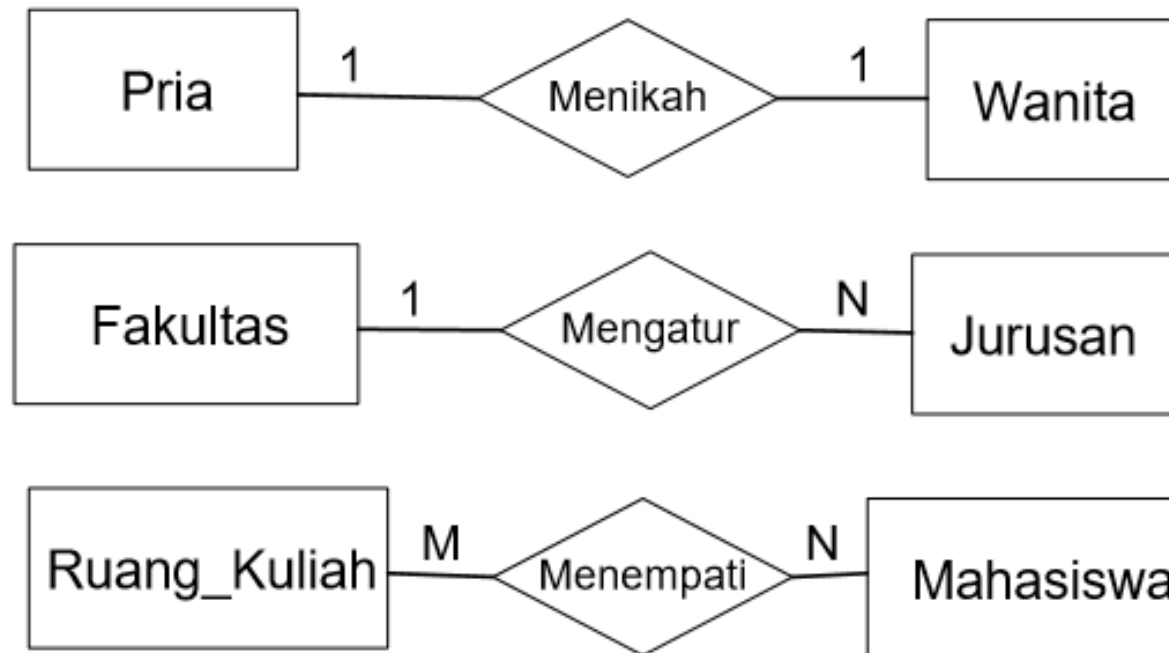 Pria 1 Menikah 1 Wanita
Fakultas 1 Mengatur N Jurusan
Ruang_Kuliah M Menempati N Mahasiswa